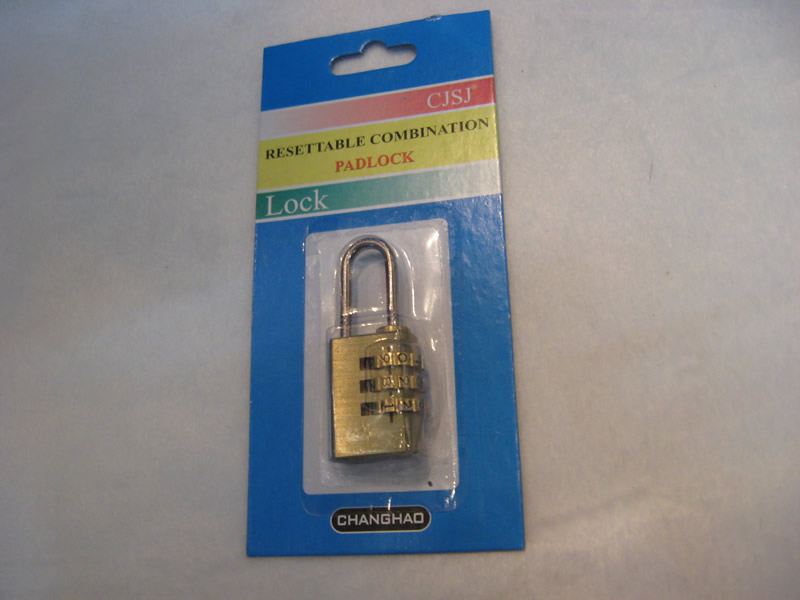 CJSJ®
RESETTABLE COMBINATION
PADLOCK
Lock
CHANGHAO